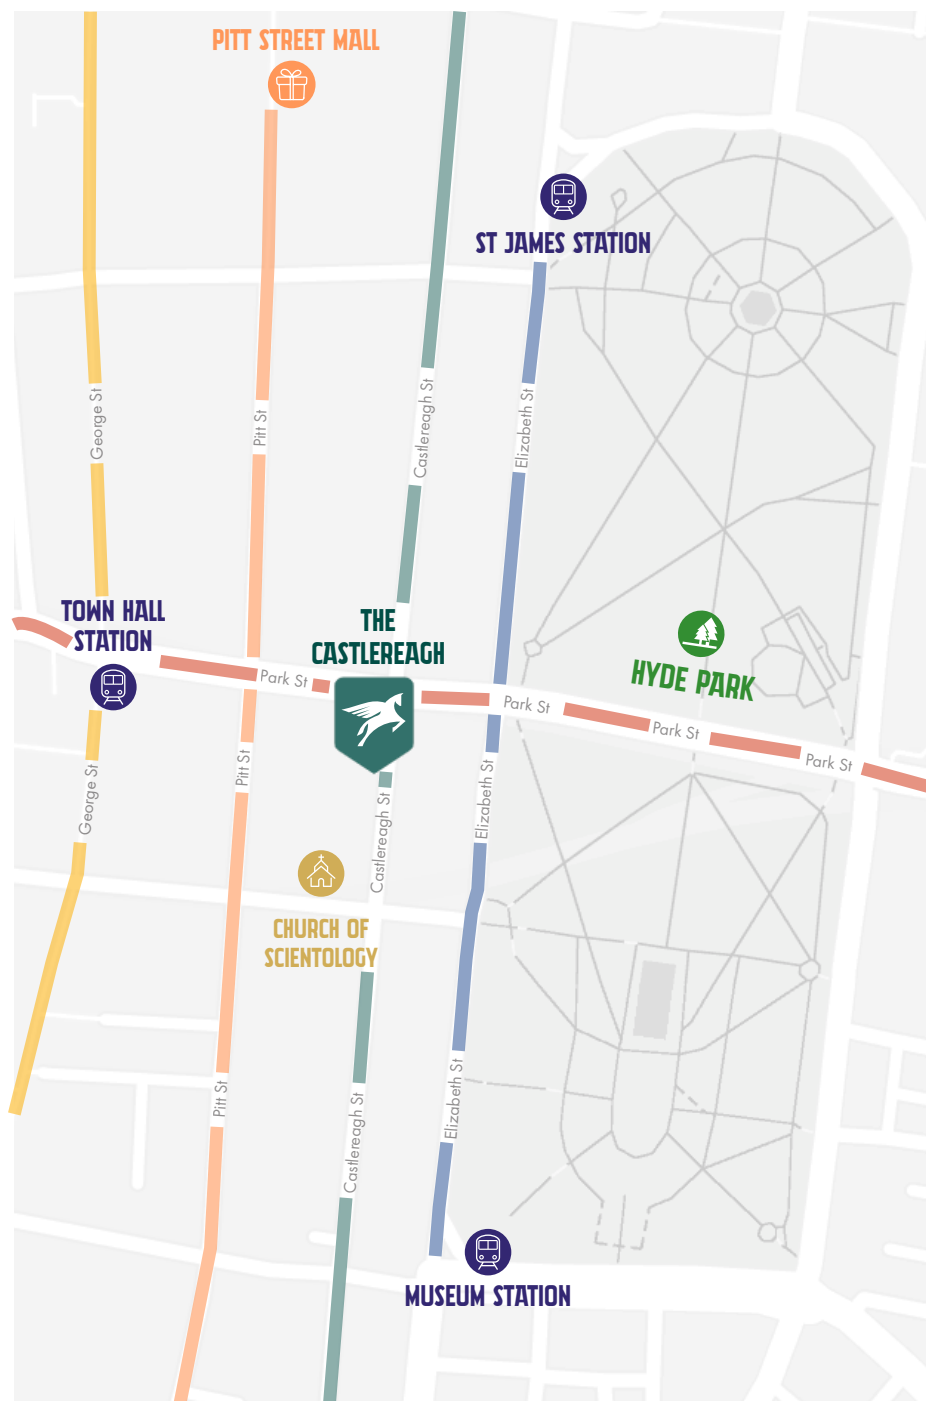 PITT STREET MALL
ST JAMES STATION
George St
Pitt St
Castlereagh St
Elizabeth St
TOWN HALL
STATION
THE
CASTLEREAGH
HYDE PARK
Park St
Park St
Park St
Park St
George St
Pitt St
Castlereagh St
Elizabeth St
CHURCH OF
SCIENTOLOGY
Pitt St
Castlereagh St
Elizabeth St
MUSEUM STATION